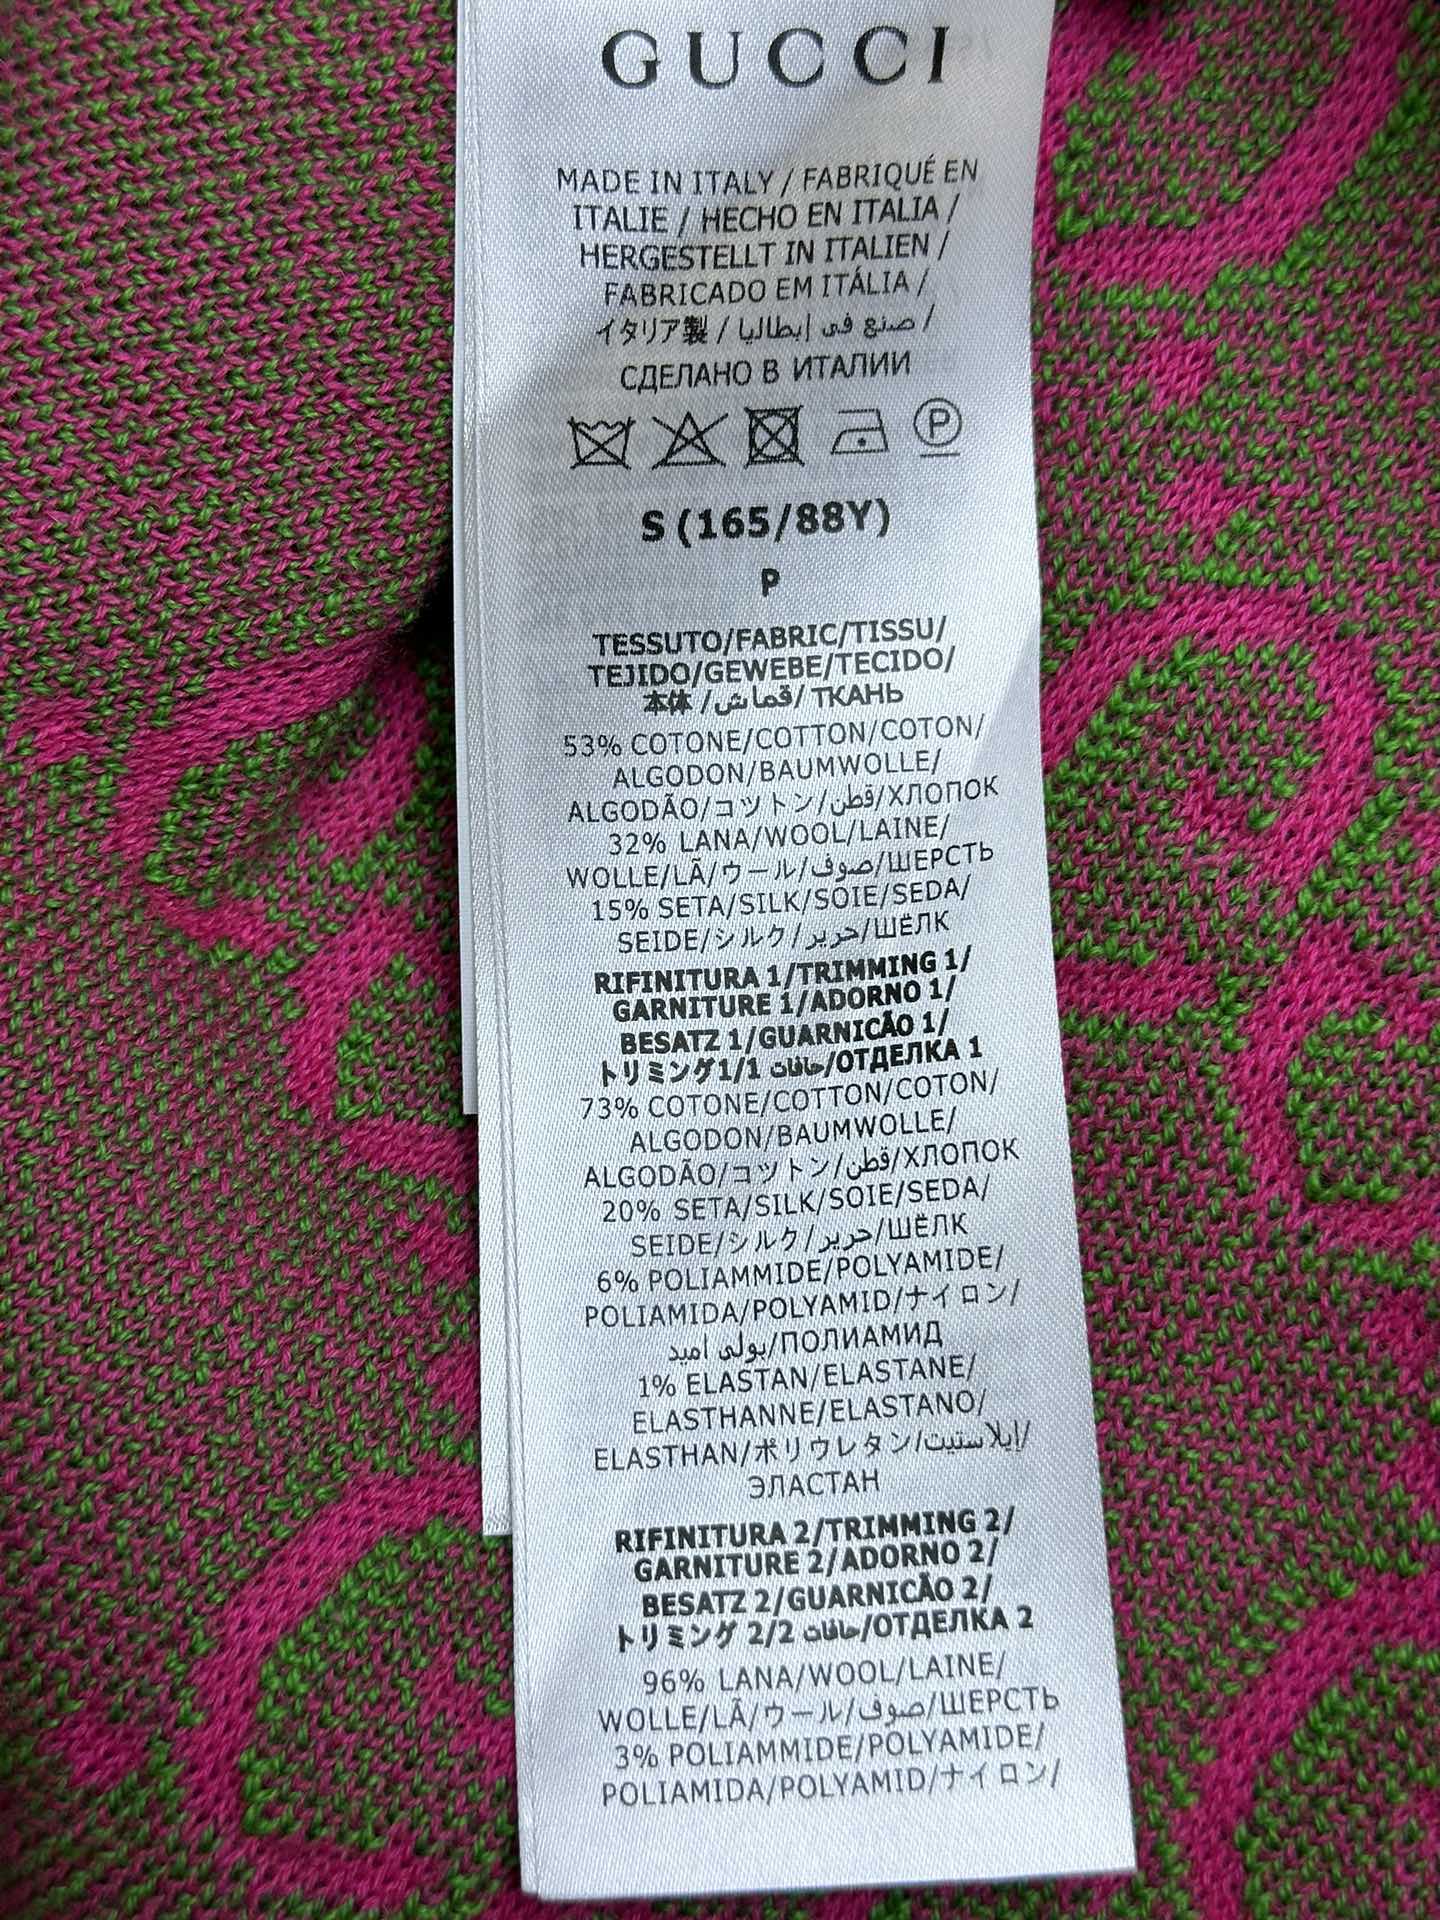 GUCCI
MADE IN ITALY / FABRIQUÉ EN
ITALIE / HECHO EN ITALIA /
HERGESTELLT IN ITALIEN /
FABRICADO EM ITÁLIA /
イタリア製 / صنع في إيطاليا /
СДЕЛАНО В ИТАЛИИ
P
S (165/88Y)
P
TESSUTO/FABRIC/TISSU/
TEJIDO/GEWEBE/TECIDO/
本体 /قماش/ ТКАНЬ
53% COTONE/COTTON/COTON/
ALGODON/BAUMWOLLE/
ALGODÃO/コットン/قطن/ХЛОПОК
32% LANA/WOOL/LAINE/
WOLLE/LÃ/ウール/صوف/ШЕРСТЬ
15% SETA/SILK/SOIE/SEDA/
SEIDE/シルク/حرير/ШЁЛК
RIFINITURA 1/TRIMMING 1/
GARNITURE 1/ADORNO 1/
BESATZ 1/GUARNICÃO 1/
トリミング1/1 حافات/ОТДЕЛКА 1
73% COTONE/COTTON/COTON/
ALGODON/BAUMWOLLE/
ALGODÃO/コットン/قطن/ХЛОПОК
20% SETA/SILK/SOIE/SEDA/
SEIDE/シルク/حرير/ШЁЛК
6% POLIAMMIDE/POLYAMIDE/
POLIAMIDA/POLYAMID/ナイロン/
بولي اميد/ПОЛИАМИД
1% ELASTAN/ELASTANE/
ELASTHANNE/ELASTANO/
ELASTHAN/ポリウレタン/إيلاستيت/
ЭЛАСТАН
RIFINITURA 2/TRIMMING 2/
GARNITURE 2/ADORNO 2/
BESATZ 2/GUARNICÃO 2/
トリミング 2/2 حافات/ОТДЕЛКА 2
96% LANA/WOOL/LAINE/
WOLLE/LÃ/ウール/صوف/ШЕРСТЬ
3% POLIAMMIDE/POLYAMIDE/
POLIAMIDA/POLYAMID/ナイロン/